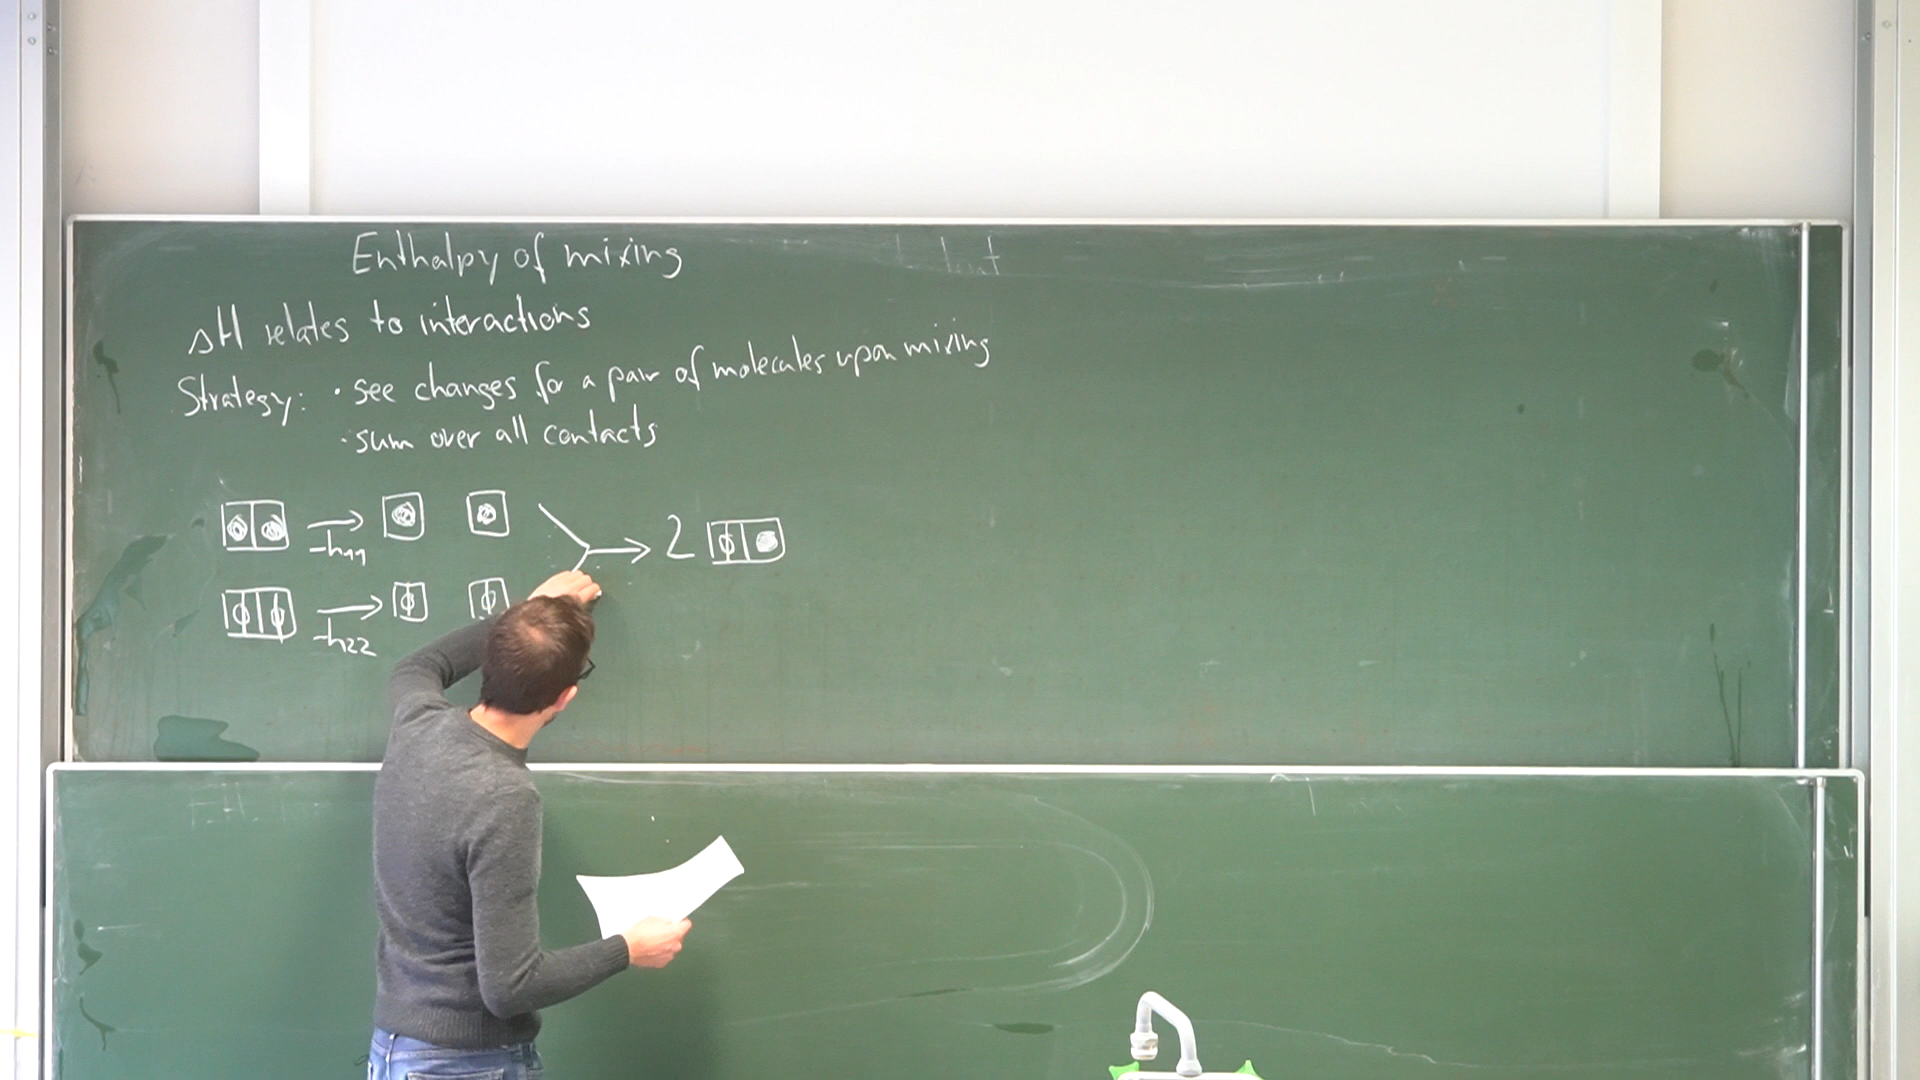 Enthalpy of mixing
ΔH relates to interactions
Strategy: · see changes for a pair of molecules upon mixing
· sum over all contacts
-h₁₁
2
-h₂₂